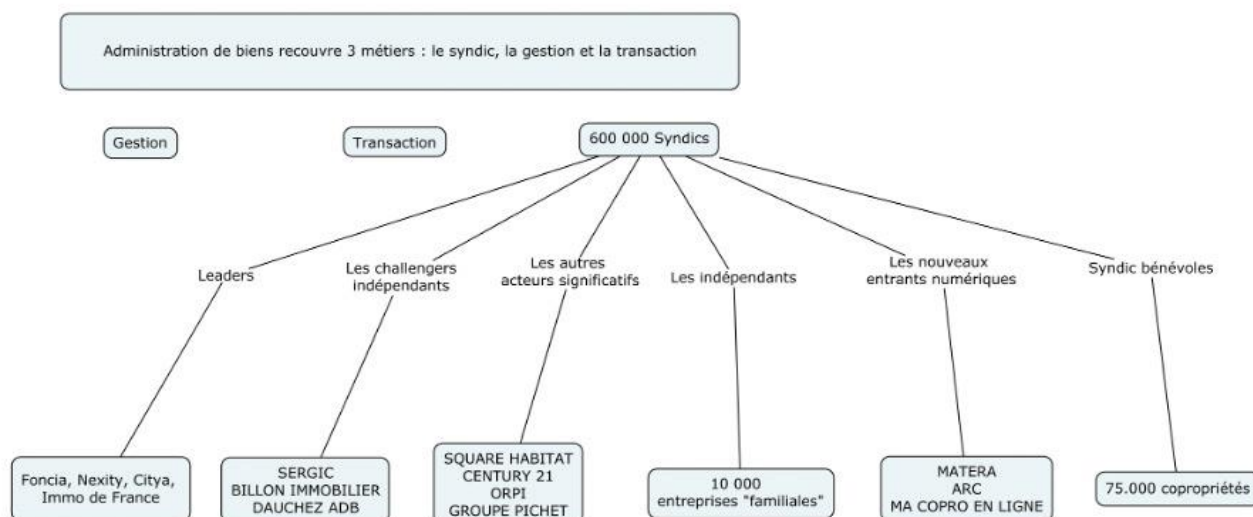 Administration de biens recouvre 3 métiers : le syndic, la gestion et la transaction
Gestion
Transaction
600 000 Syndics
Leaders
Les challengers
indépendants
Les autres
acteurs significatifs
Les indépendants
Les nouveaux
entrants numériques
Syndic bénévoles
Foncia, Nexity, Citya,
Immo de France
SERGIC
BILLON IMMOBILIER
DAUCHEZ ADB
SQUARE HABITAT
CENTURY 21
ORPI
GROUPE PICHET
10 000
entreprises "familiales"
MATERA
ARC
MA COPRO EN LIGNE
75.000 copropriétés